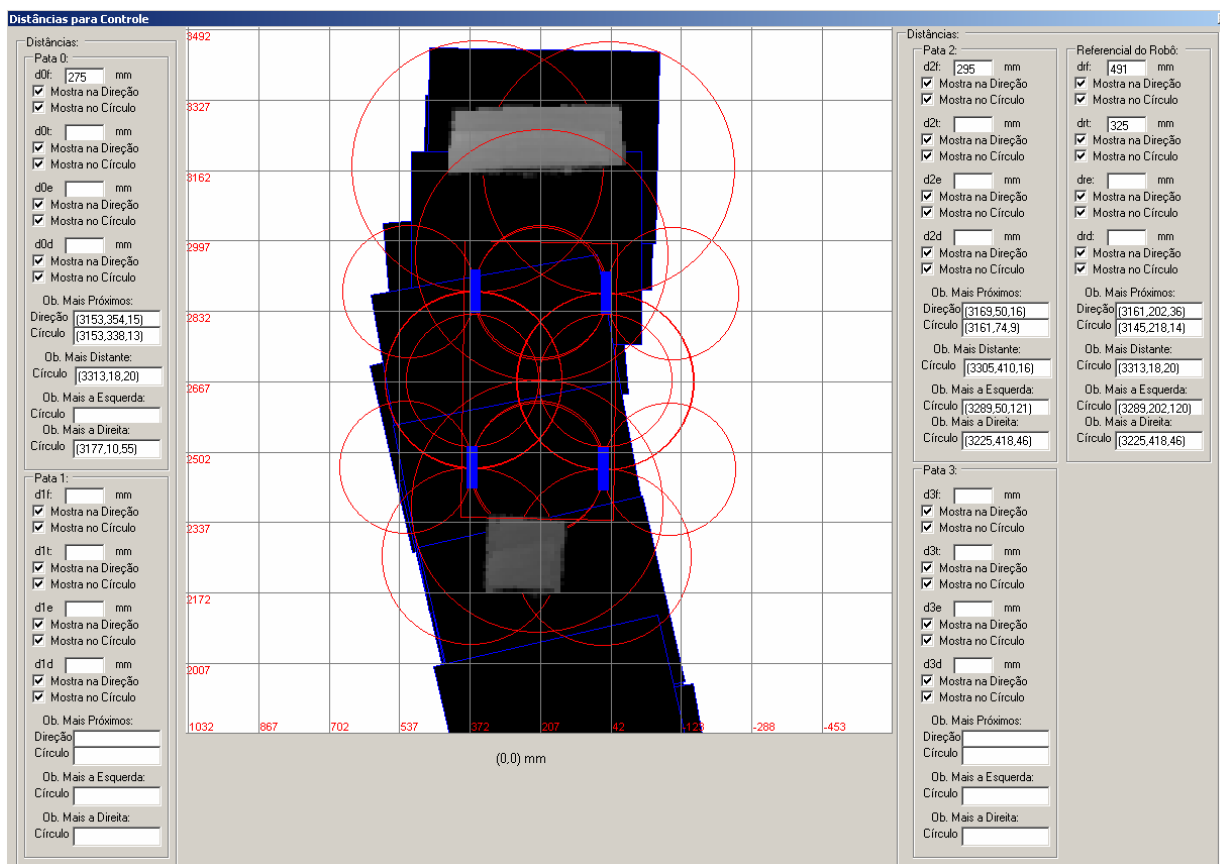 Distâncias para Controle
Distâncias:
Pata 0:
d0f: 275 mm
Mostra na Direção
Mostra no Círculo
d0t: mm
Mostra na Direção
Mostra no Círculo
d0e mm
Mostra na Direção
Mostra no Círculo
d0d mm
Mostra na Direção
Mostra no Círculo
Ob. Mais Próximos:
Direção (3153,354,15)
Círculo (3153,338,13)
Ob. Mais Distante:
Círculo (3313,18,20)
Ob. Mais a Esquerda:
Círculo
Ob. Mais a Direita:
Círculo (3177,10,55)
Pata 1:
d1f: mm
Mostra na Direção
Mostra no Círculo
d1t: mm
Mostra na Direção
Mostra no Círculo
d1e mm
Mostra na Direção
Mostra no Círculo
d1d mm
Mostra na Direção
Mostra no Círculo
Ob. Mais Próximos:
Direção
Círculo
Ob. Mais a Esquerda:
Círculo
Ob. Mais a Direita:
Círculo
3492
3327
3162
2997
2832
2667
2502
2337
2172
2007
1032 867 702 537 372 207 42 -123 -288 -453
(0,0) mm
Distâncias:
Pata 2:
d2f: 295 mm
Mostra na Direção
Mostra no Círculo
d2t: mm
Mostra na Direção
Mostra no Círculo
d2e mm
Mostra na Direção
Mostra no Círculo
d2d mm
Mostra na Direção
Mostra no Círculo
Ob. Mais Próximos:
Direção (3169,50,16)
Círculo (3161,74,9)
Ob. Mais Distante:
Círculo (3305,410,16)
Ob. Mais a Esquerda:
Círculo (3289,50,121)
Ob. Mais a Direita:
Círculo (3225,418,46)
Pata 3:
d3f: mm
Mostra na Direção
Mostra no Círculo
d3t: mm
Mostra na Direção
Mostra no Círculo
d3e mm
Mostra na Direção
Mostra no Círculo
d3d mm
Mostra na Direção
Mostra no Círculo
Ob. Mais Próximos:
Direção
Círculo
Ob. Mais a Esquerda:
Círculo
Ob. Mais a Direita:
Círculo
Referencial do Robô:
drf: 491 mm
Mostra na Direção
Mostra no Círculo
drt: 325 mm
Mostra na Direção
Mostra no Círculo
dre: mm
Mostra na Direção
Mostra no Círculo
drd: mm
Mostra na Direção
Mostra no Círculo
Ob. Mais Próximos:
Direção (3161,202,36)
Círculo (3145,218,14)
Ob. Mais Distante:
Círculo (3313,18,20)
Ob. Mais a Esquerda:
Círculo (3289,202,120)
Ob. Mais a Direita:
Círculo (3225,418,46)